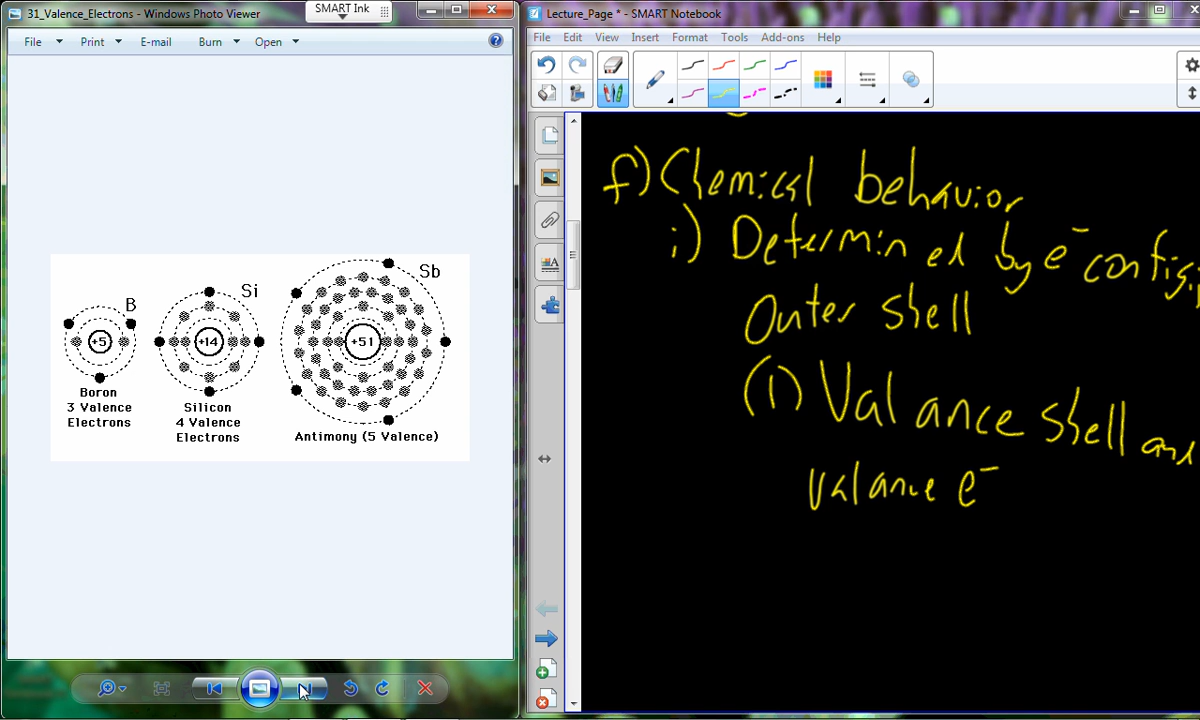 31_Valence_Electrons - Windows Photo Viewer
SMART Ink
File Print E-mail Burn Open
B
Si
Sb
+5
+14
+51
Boron
3 Valence
Electrons
Silicon
4 Valence
Electrons
Antimony (5 Valence)
Lecture_Page * - SMART Notebook
File Edit View Insert Format Tools Add-ons Help
f) Chemical behavior
i) Determined by e⁻ config.
Outer shell
(1) Valance shell and
valance e⁻